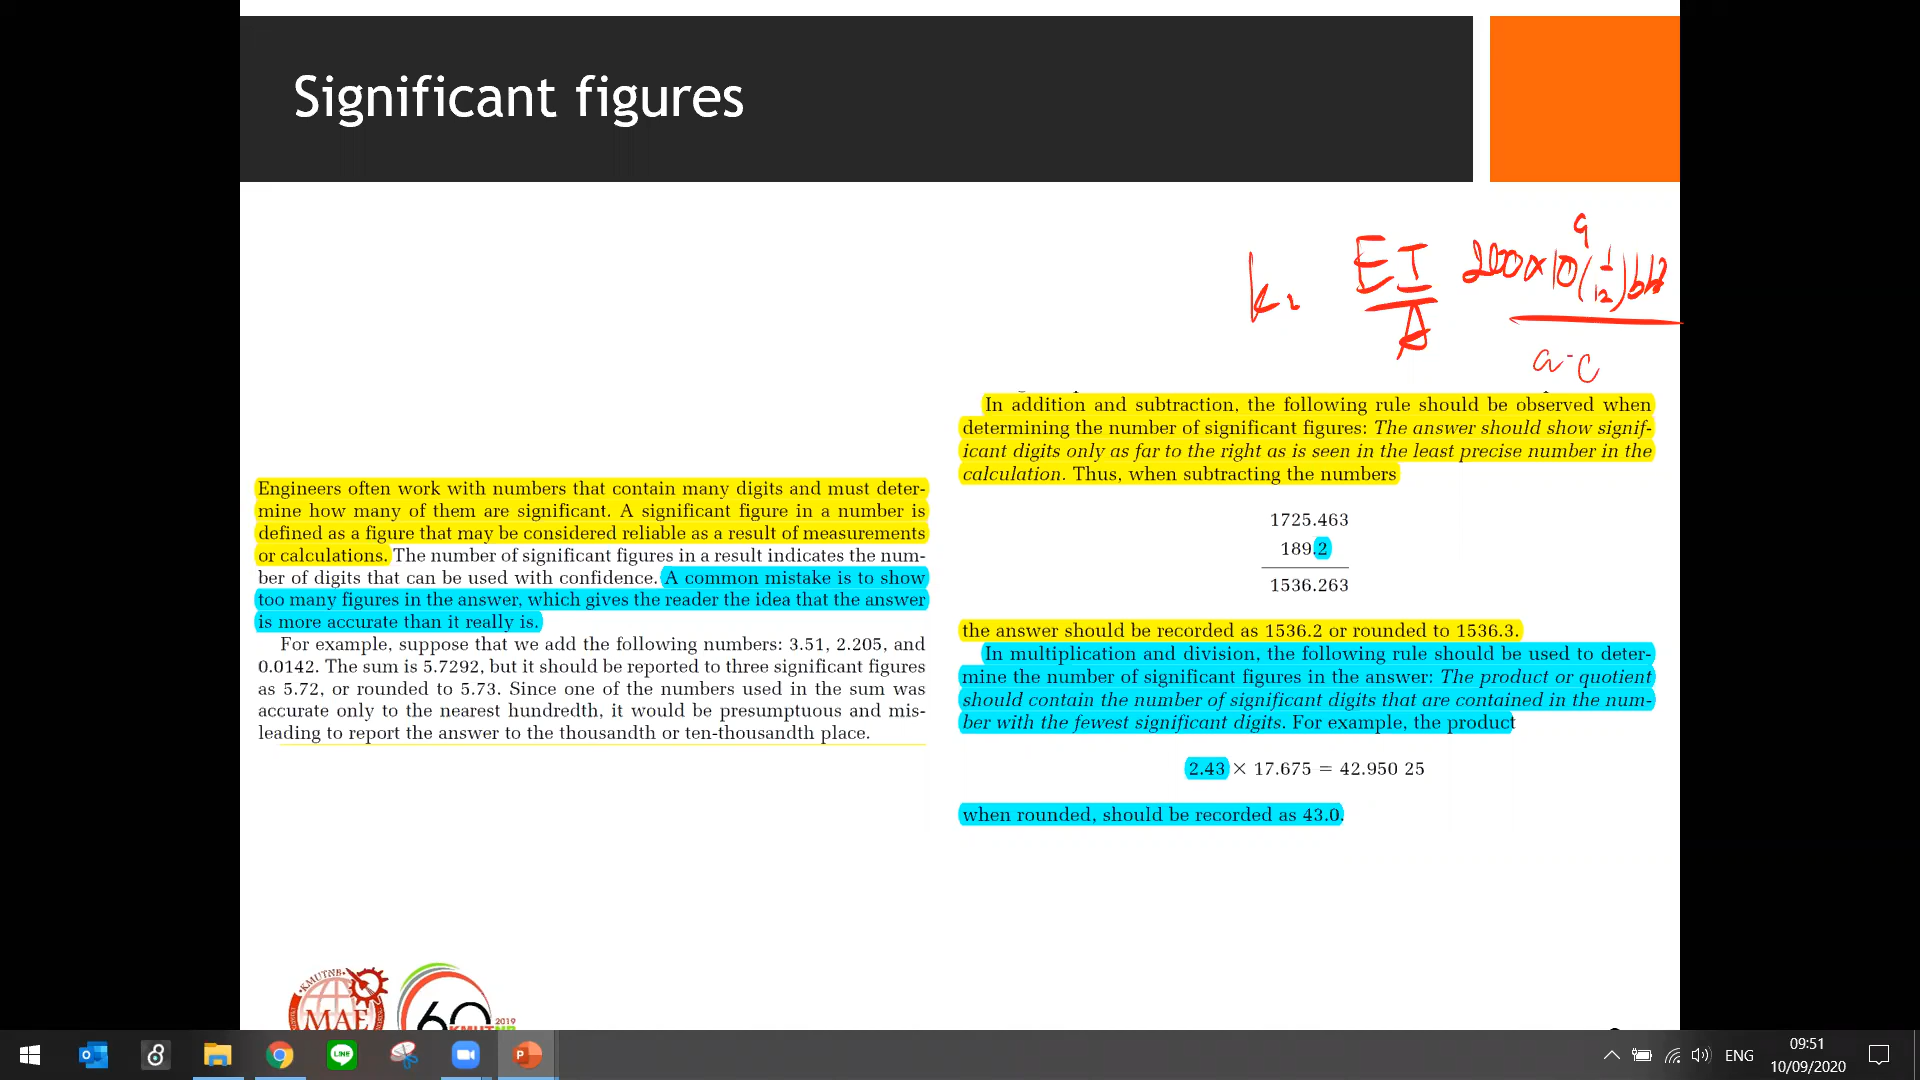 Significant figures
k =
EI
A
2000 × 10⁹ (1/12) bh³
a·c
Engineers often work with numbers that contain many digits and must deter-
mine how many of them are significant. A significant figure in a number is
defined as a figure that may be considered reliable as a result of measurements
or calculations. The number of significant figures in a result indicates the num-
ber of digits that can be used with confidence. A common mistake is to show
too many figures in the answer, which gives the reader the idea that the answer
is more accurate than it really is.
For example, suppose that we add the following numbers: 3.51, 2.205, and
0.0142. The sum is 5.7292, but it should be reported to three significant figures
as 5.72, or rounded to 5.73. Since one of the numbers used in the sum was
accurate only to the nearest hundredth, it would be presumptuous and mis-
leading to report the answer to the thousandth or ten-thousandth place.
In addition and subtraction, the following rule should be observed when
determining the number of significant figures: The answer should show signif-
icant digits only as far to the right as is seen in the least precise number in the
calculation. Thus, when subtracting the numbers
1725.463
189.2
1536.263
the answer should be recorded as 1536.2 or rounded to 1536.3.
In multiplication and division, the following rule should be used to deter-
mine the number of significant figures in the answer: The product or quotient
should contain the number of significant digits that are contained in the num-
ber with the fewest significant digits. For example, the product
2.43 × 17.675 = 42.950 25
when rounded, should be recorded as 43.0.
KMUTNB
MAE
60
2019
KMUTNB
LINE
ENG
09:51
10/09/2020